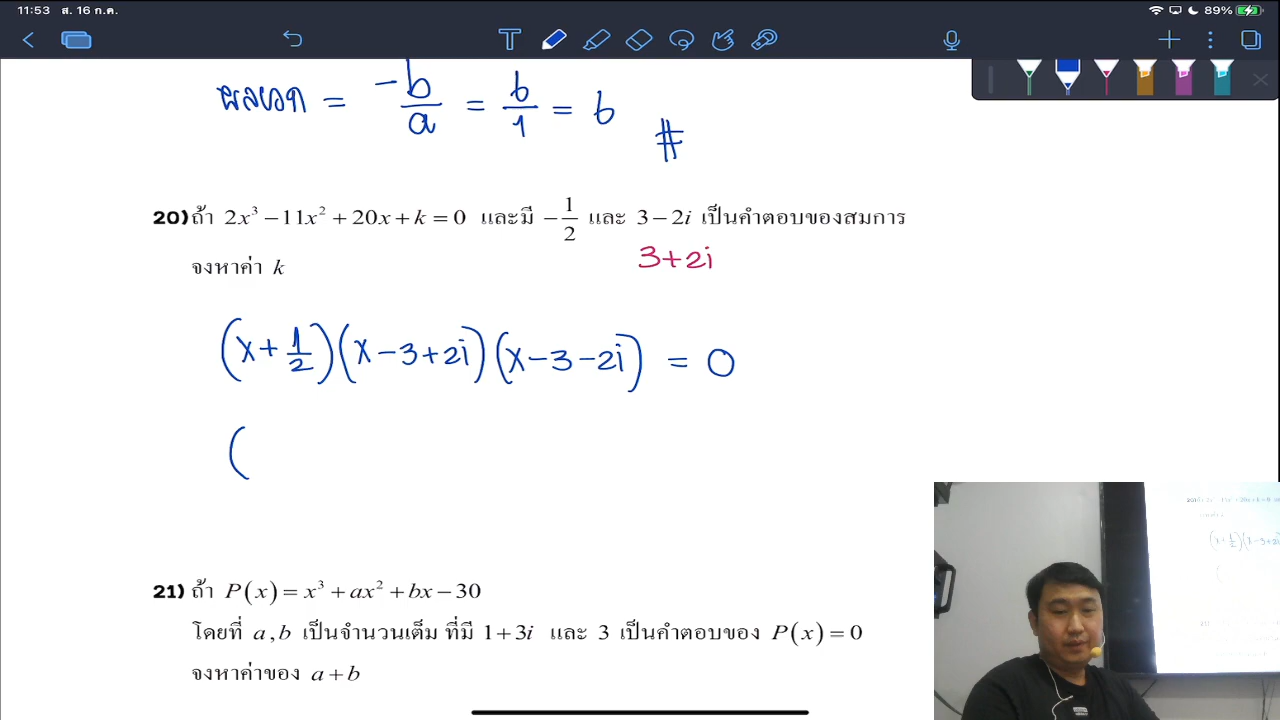 11:53 ส. 16 ก.ค. 89%
ผลบวก = -b/a = 6/1 = 6 #
20) ถ้า 2x³ − 11x² + 20x + k = 0 และมี −1/2 และ 3 − 2i เป็นคำตอบของสมการ
3+2i
จงหาค่า k
(x + 1/2)(x − 3 + 2i)(x − 3 − 2i) = 0
(
21) ถ้า P(x) = x³ + ax² + bx − 30
โดยที่ a, b เป็นจำนวนเต็ม ที่มี 1 + 3i และ 3 เป็นคำตอบของ P(x) = 0
จงหาค่าของ a + b